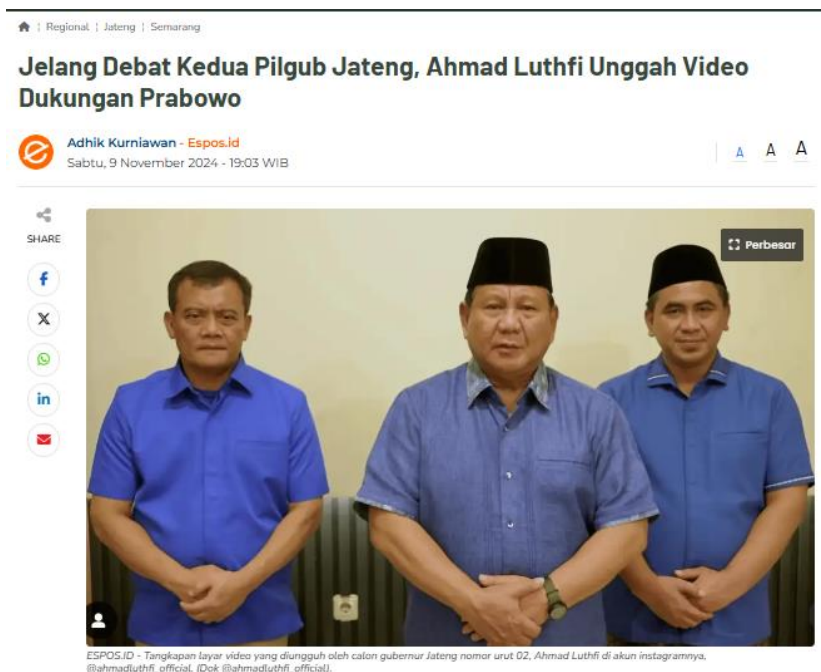 Regional | Jateng | Semarang
Jelang Debat Kedua Pilgub Jateng, Ahmad Luthfi Unggah Video
Dukungan Prabowo
Adhik Kurniawan - Espos.id
Sabtu, 9 November 2024 - 19:03 WIB
A A A
SHARE
Perbesar
ESPOS.ID - Tangkapan layar video yang diungguh oleh calon gubernur Jateng nomor urut 02, Ahmad Luthfi di akun instagramnya,
@ahmadluthfi_official. (Dok @ahmadluthfi_official).